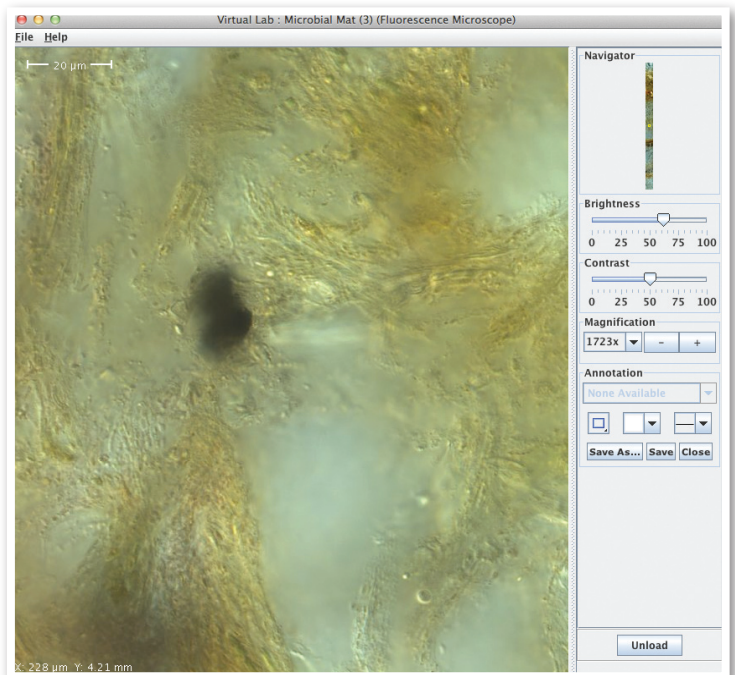 Virtual Lab : Microbial Mat (3) (Fluorescence Microscope)
File Help
20 µm
X: 228 µm Y: 4.21 mm
Navigator
Brightness
0 25 50 75 100
Contrast
0 25 50 75 100
Magnification
1723x - +
Annotation
None Available
Save As... Save Close
Unload